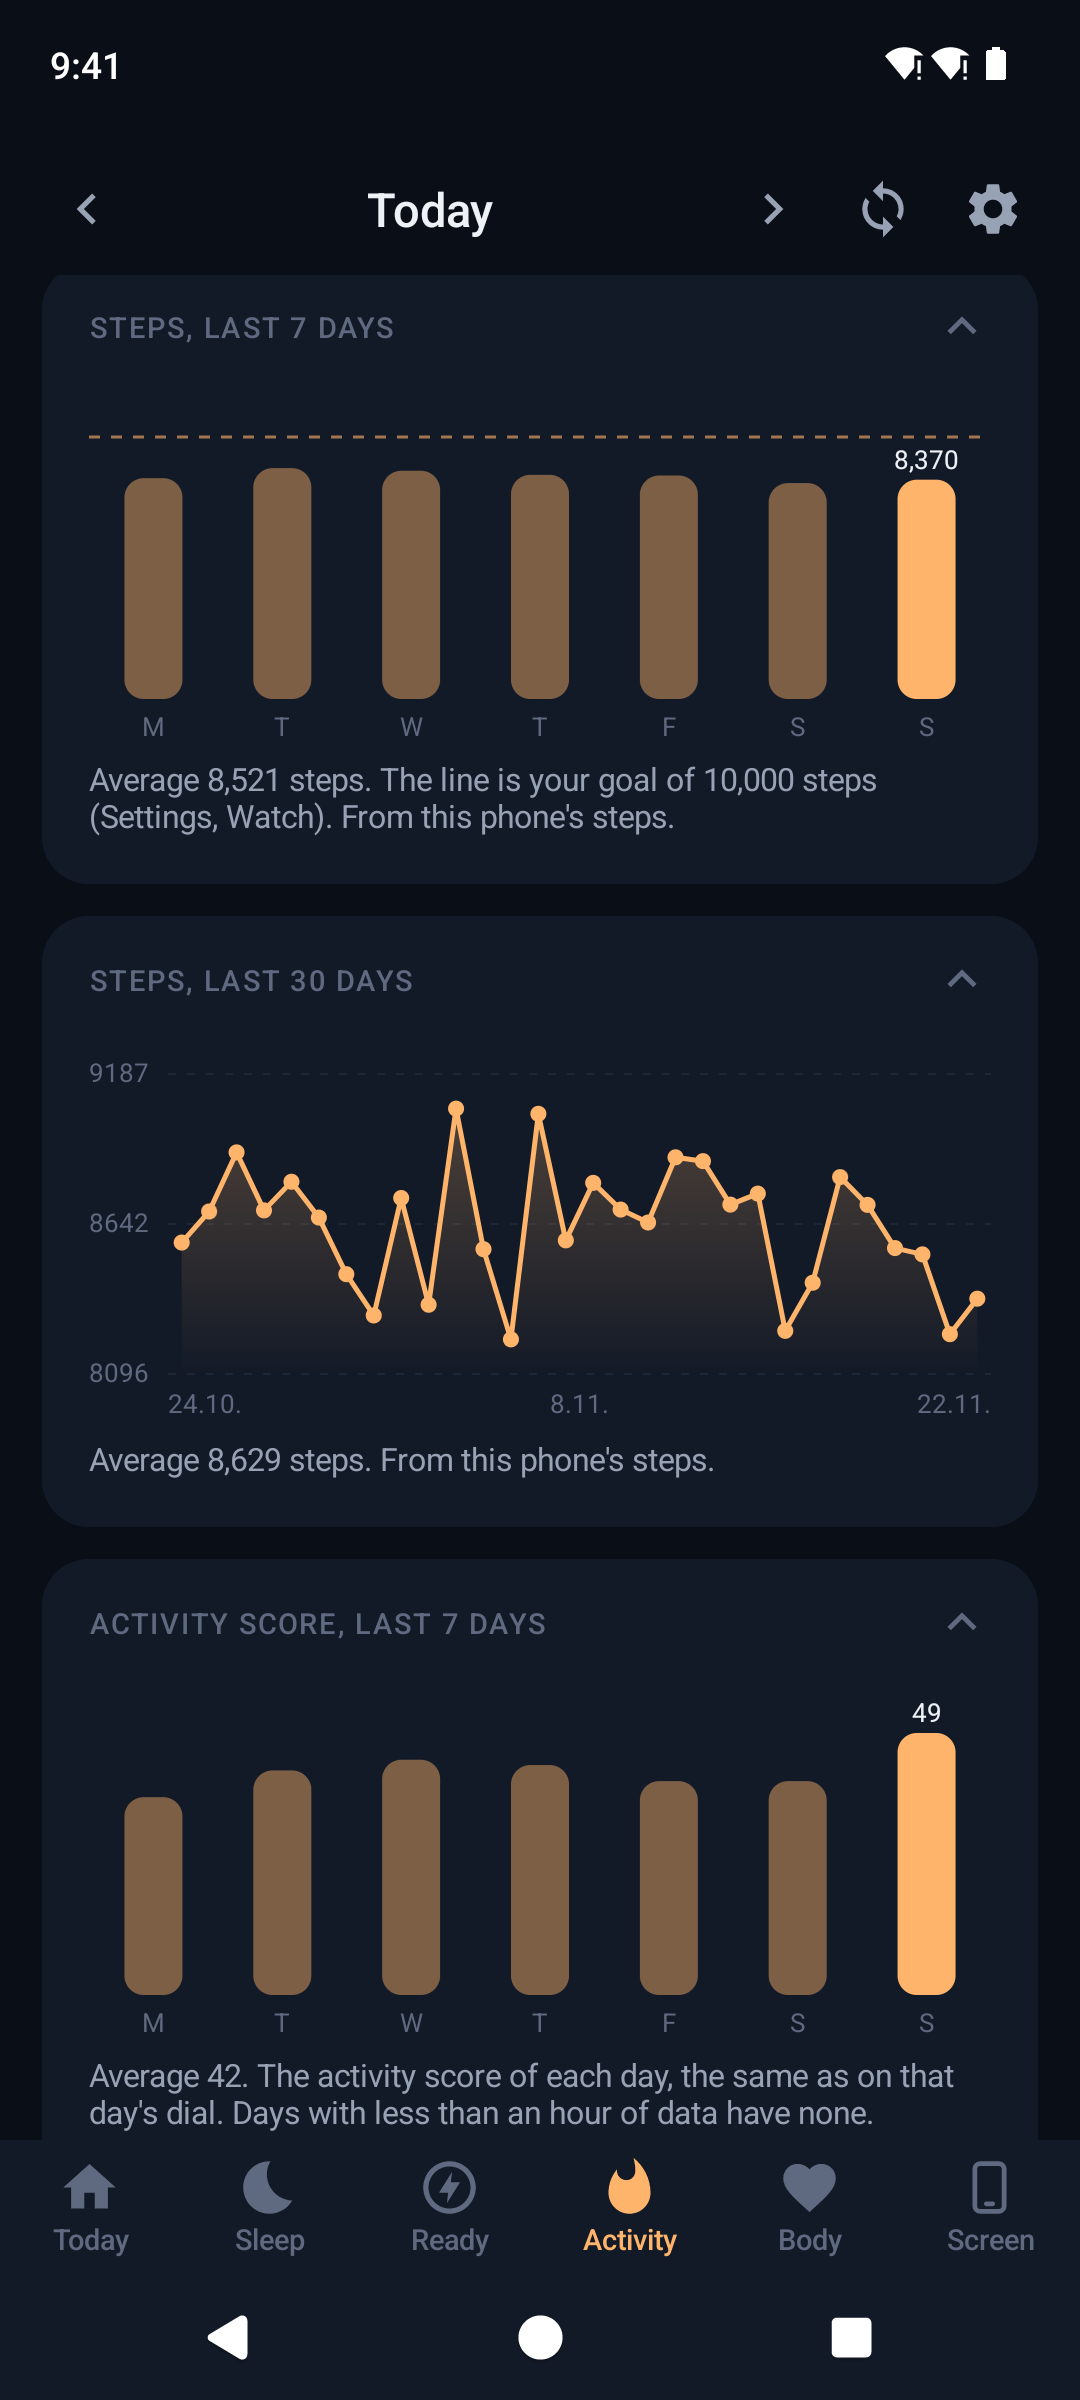 9:41
Today
STEPS, LAST 7 DAYS
8,370
M T W T F S S
Average 8,521 steps. The line is your goal of 10,000 steps
(Settings, Watch). From this phone's steps.
STEPS, LAST 30 DAYS
9187
8642
8096
24.10. 8.11. 22.11.
Average 8,629 steps. From this phone's steps.
ACTIVITY SCORE, LAST 7 DAYS
49
M T W T F S S
Average 42. The activity score of each day, the same as on that
day's dial. Days with less than an hour of data have none.
Today Sleep Ready Activity Body Screen